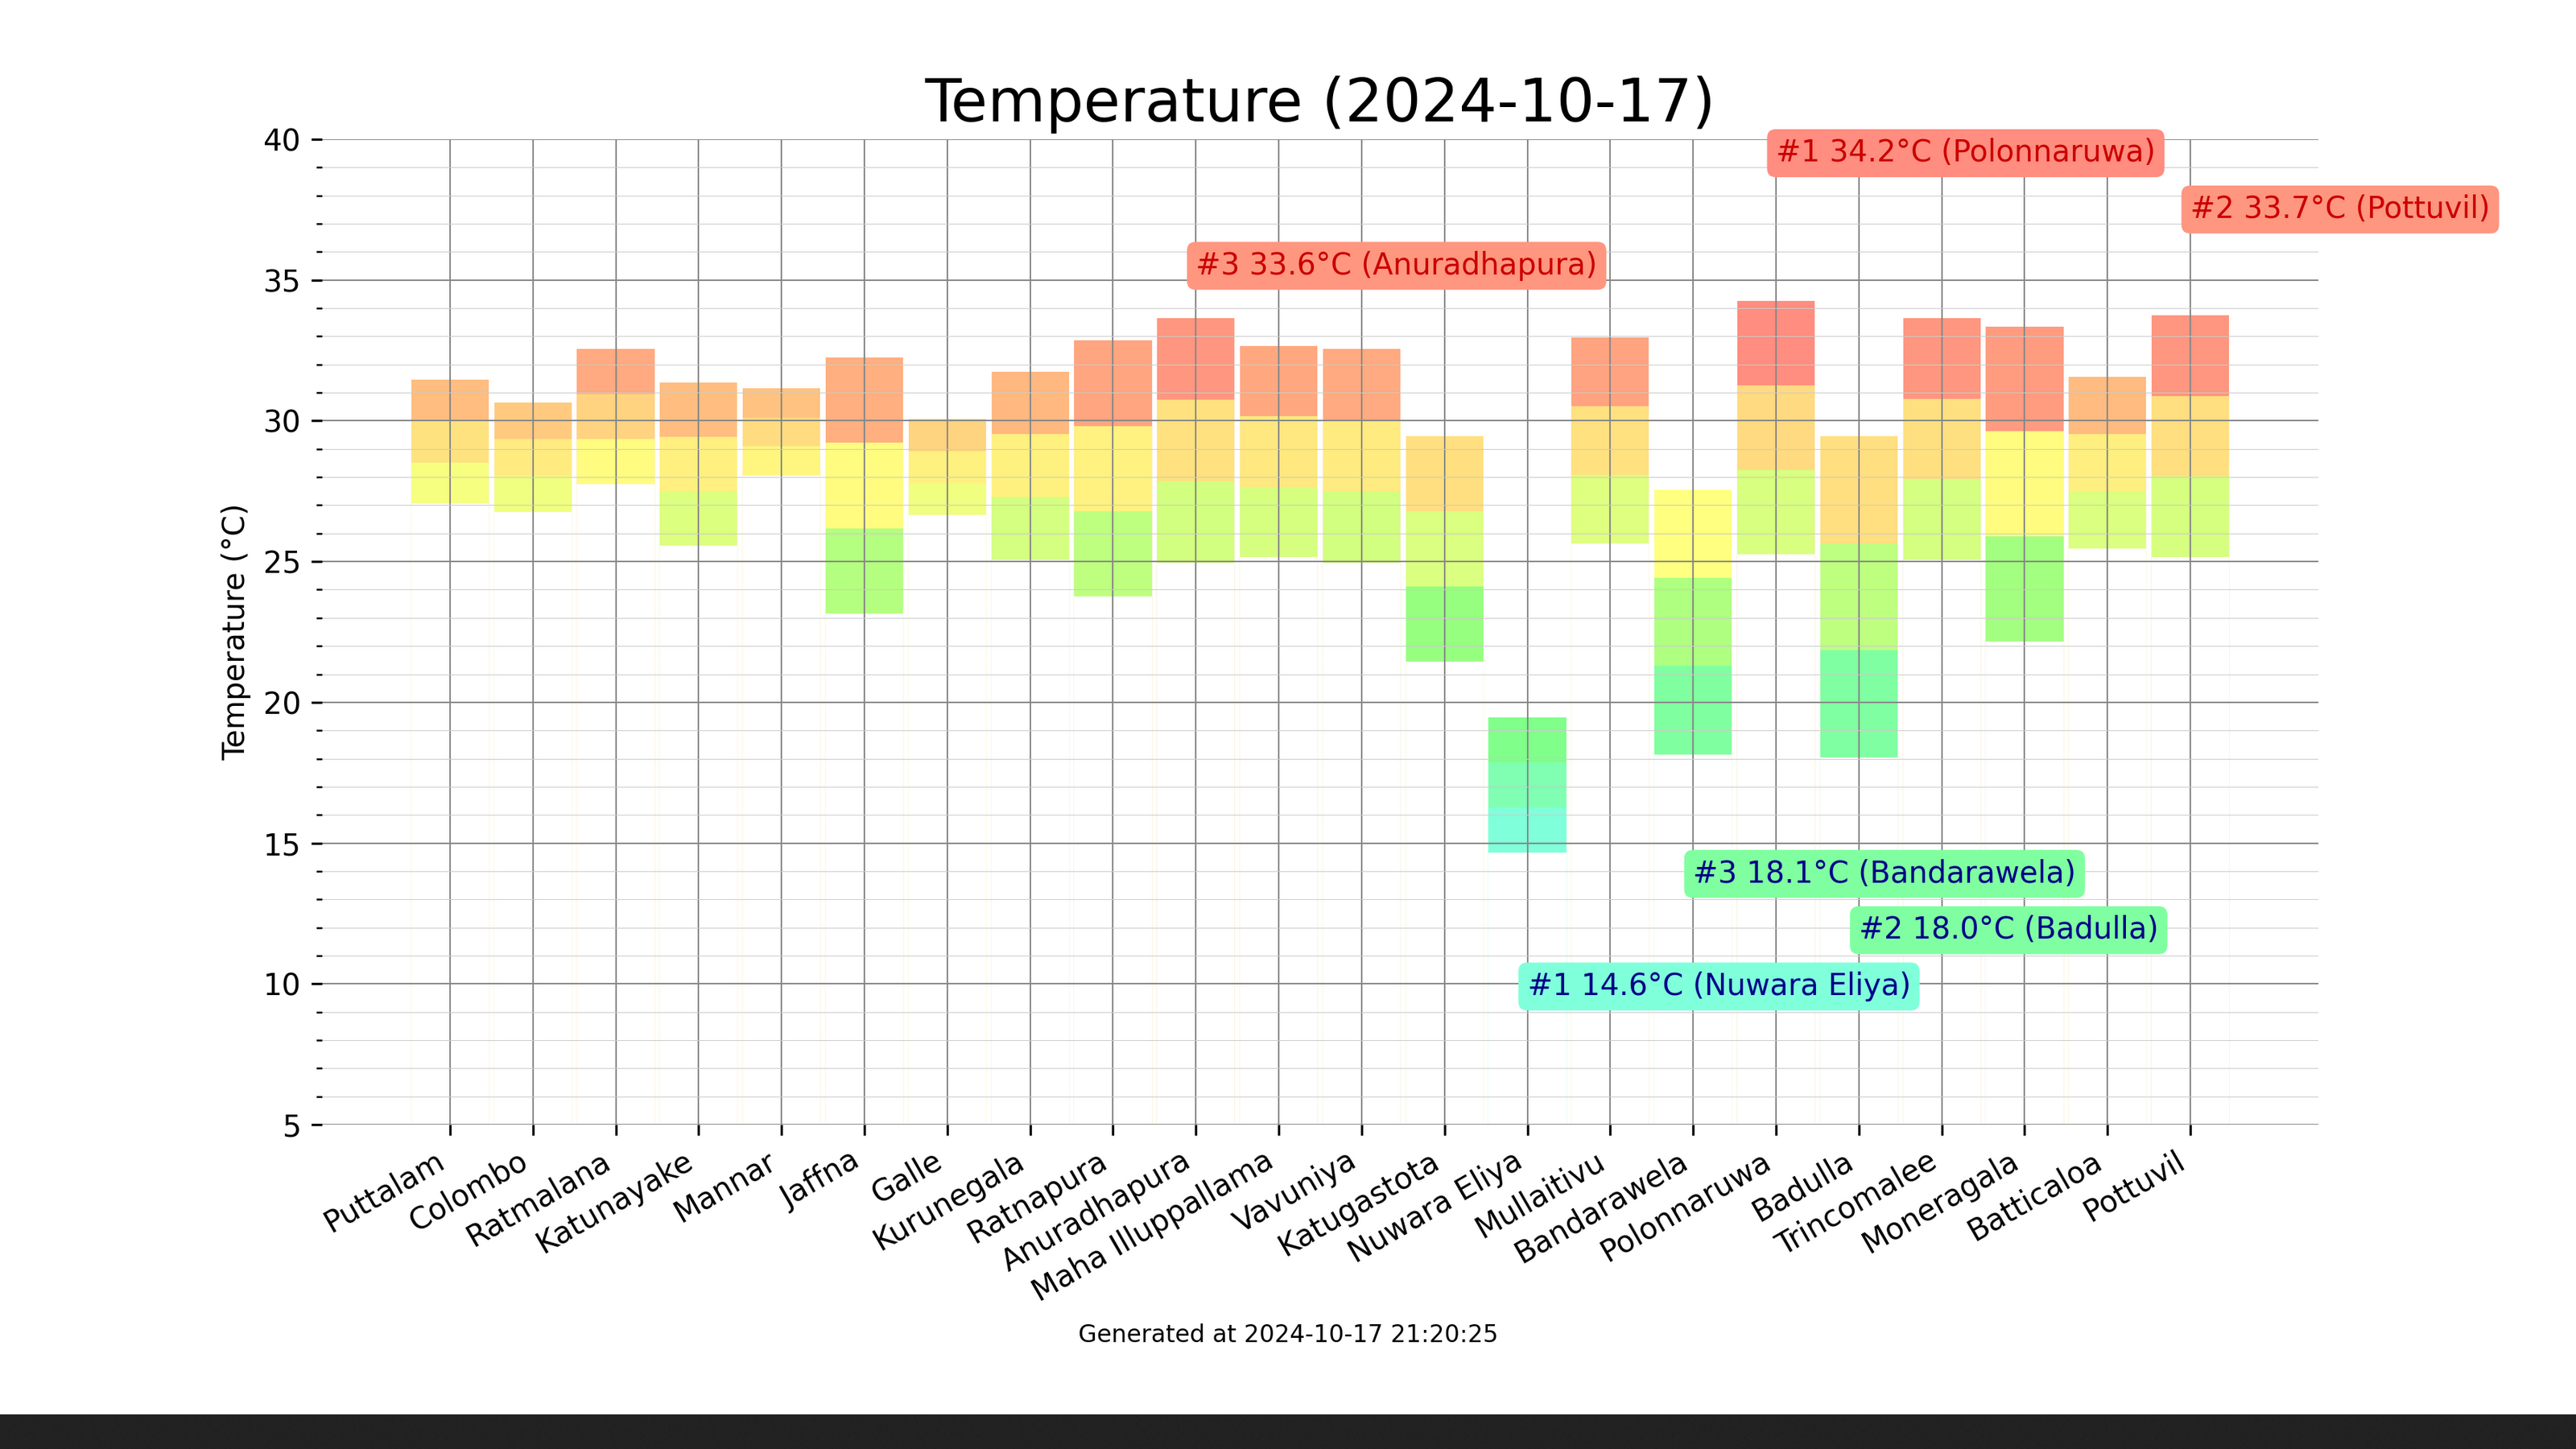 Temperature (2024-10-17)
40
35
30
25
20
15
10
5
Temperature (°C)
#1 34.2°C (Polonnaruwa)
#2 33.7°C (Pottuvil)
#3 33.6°C (Anuradhapura)
#3 18.1°C (Bandarawela)
#2 18.0°C (Badulla)
#1 14.6°C (Nuwara Eliya)
Puttalam
Colombo
Ratmalana
Katunayake
Mannar
Jaffna
Galle
Kurunegala
Ratnapura
Anuradhapura
Maha Illuppallama
Vavuniya
Katugastota
Nuwara Eliya
Mullaitivu
Bandarawela
Polonnaruwa
Badulla
Trincomalee
Moneragala
Batticaloa
Pottuvil
Generated at 2024-10-17 21:20:25